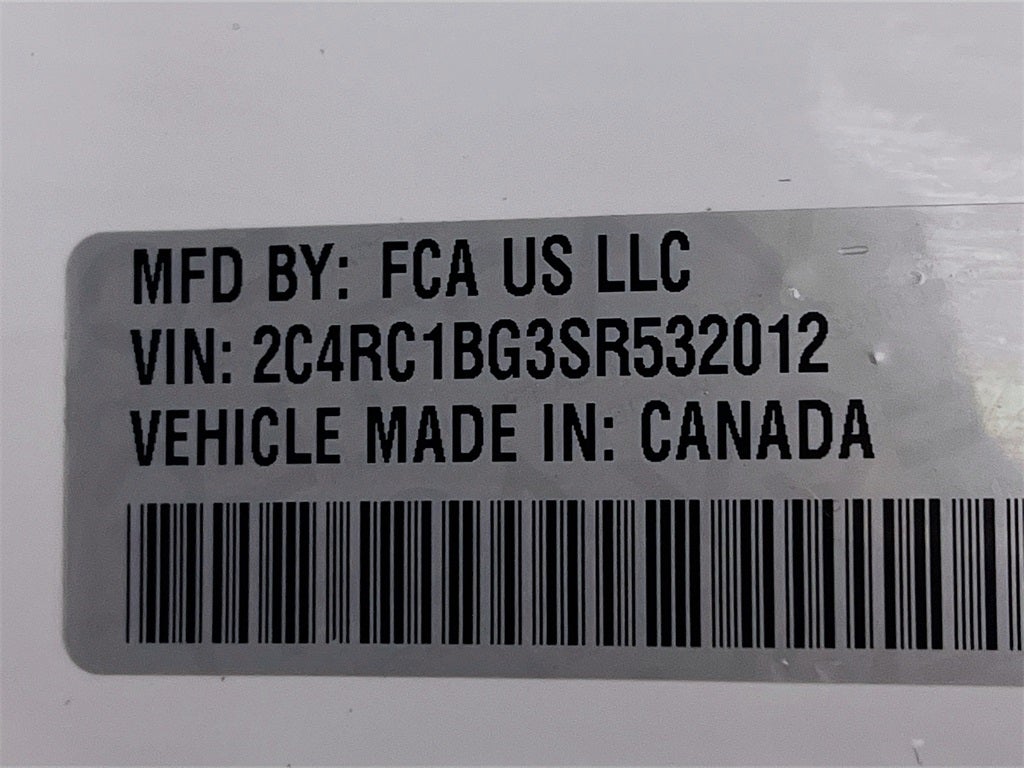 MFD BY: FCA US LLC
VIN: 2C4RC1BG3SR532012
VEHICLE MADE IN: CANADA